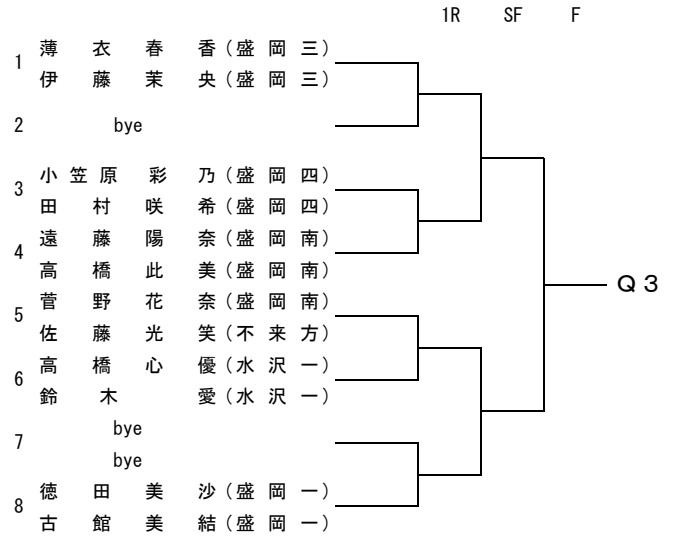 1R SF F
1 薄 衣 春 香 (盛 岡 三)
伊 藤 茉 央 (盛 岡 三)
2 bye
3 小 笠 原 彩 乃 (盛 岡 四)
田 村 咲 希 (盛 岡 四)
4 遠 藤 陽 奈 (盛 岡 南)
高 橋 此 美 (盛 岡 南)
Q 3
5 菅 野 花 奈 (盛 岡 南)
佐 藤 光 笑 (不 来 方)
6 高 橋 心 優 (水 沢 一)
鈴 木 愛 (水 沢 一)
7 bye
bye
8 徳 田 美 沙 (盛 岡 一)
古 館 美 結 (盛 岡 一)